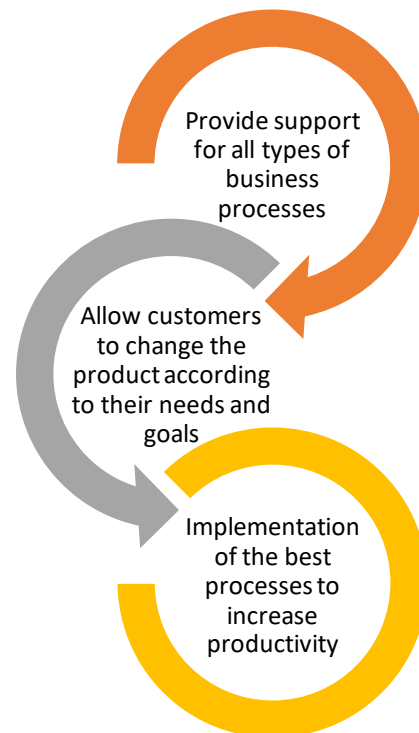 Provide support
for all types of
business
processes
Allow customers
to change the
product according
to their needs and
goals
Implementation
of the best
processes to
increase
productivity